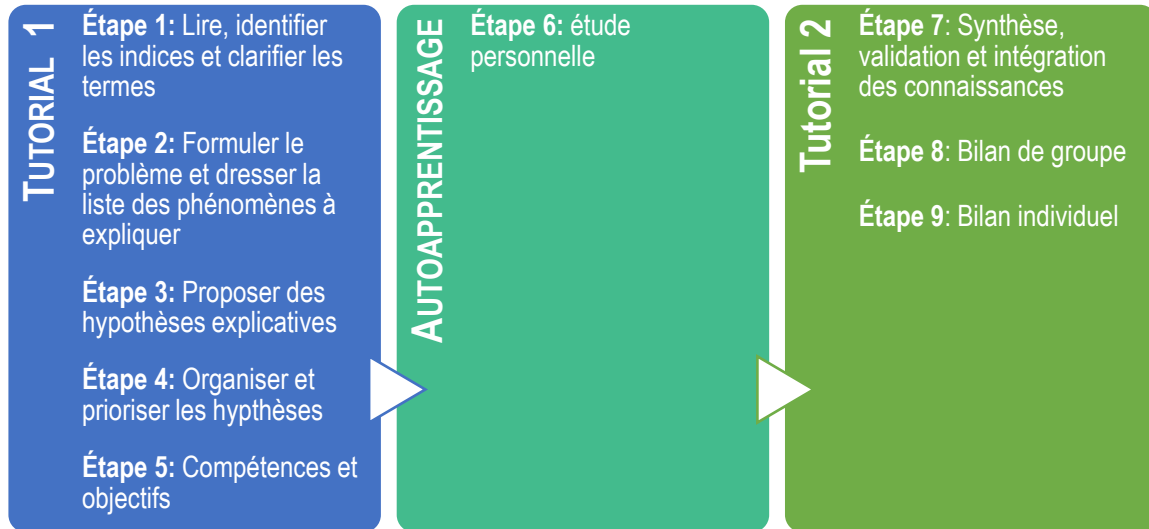 TUTORIAL 1
Étape 1: Lire, identifier
les indices et clarifier les
termes
Étape 2: Formuler le
problème et dresser la
liste des phénomènes à
expliquer
Étape 3: Proposer des
hypothèses explicatives
Étape 4: Organiser et
prioriser les hypthèses
Étape 5: Compétences et
objectifs
AUTOAPPRENTISSAGE
Étape 6: étude
personnelle
Tutorial 2
Étape 7: Synthèse,
validation et intégration
des connaissances
Étape 8: Bilan de groupe
Étape 9: Bilan individuel